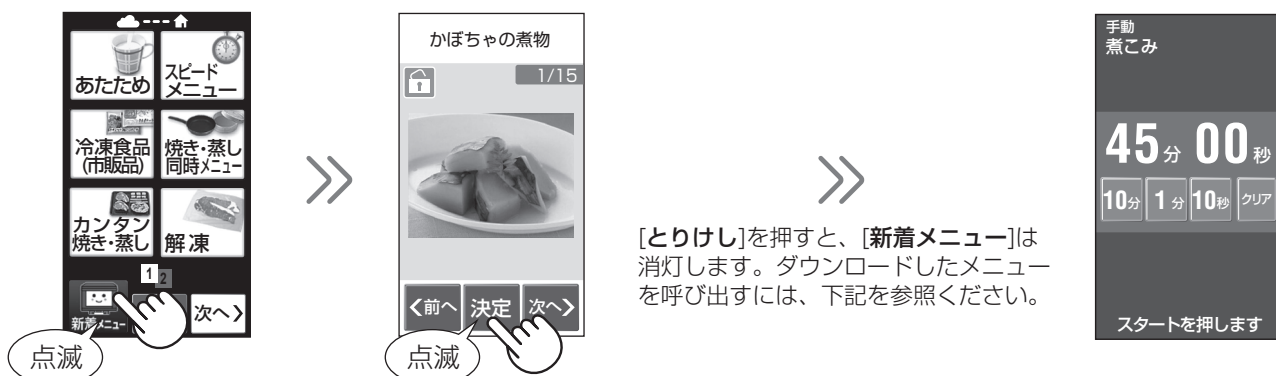 あたため
スピード
メニュー
冷凍食品
(市販品)
焼き・蒸し
同時メニュー
カンタン
焼き・蒸し
解凍
1
2
新着メニュー
次へ〉
点滅
かぼちゃの煮物
1/15
〈前へ
決定
次へ〉
点滅
[とりけし]を押すと、[新着メニュー]は
消灯します。ダウンロードしたメニュー
を呼び出すには、下記を参照ください。
手動
煮こみ
45分 00秒
10分 1分 10秒 クリア
スタートを押します